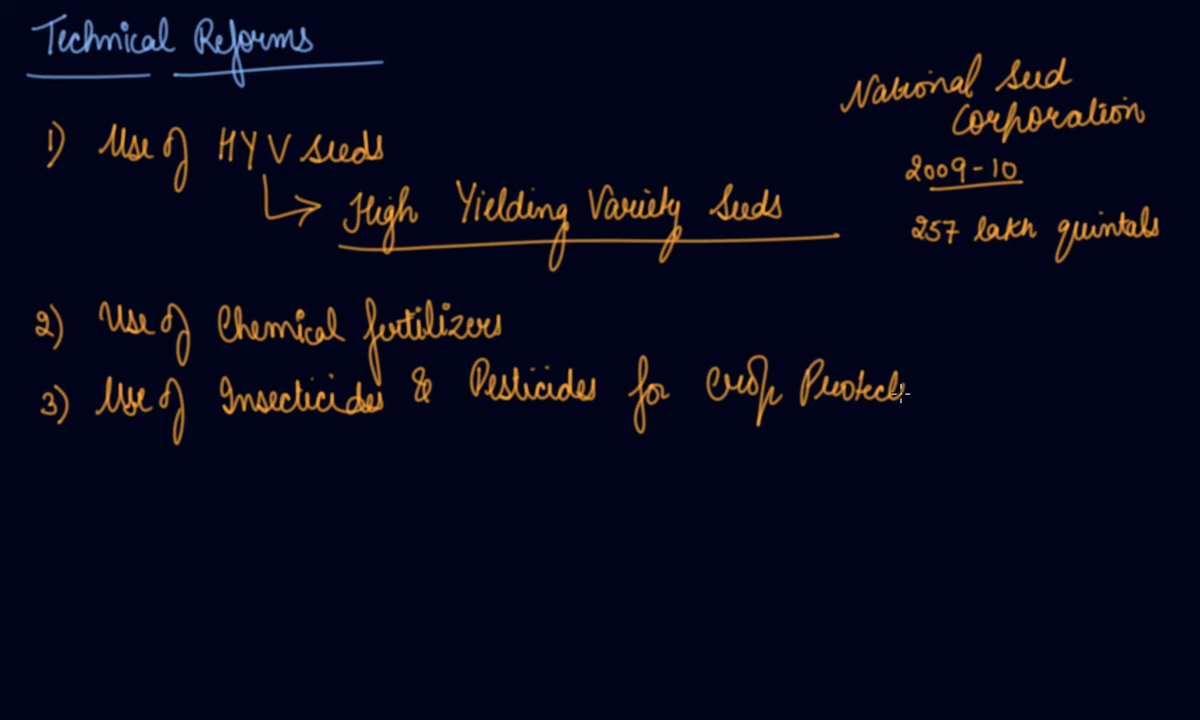 Technical Reforms
1) Use of HYV seeds
High Yielding Variety Seeds
National Seed
Corporation
2009-10
257 lakh quintals
2) Use of Chemical fertilizers
3) Use of Insecticides & Pesticides for Crop Protect